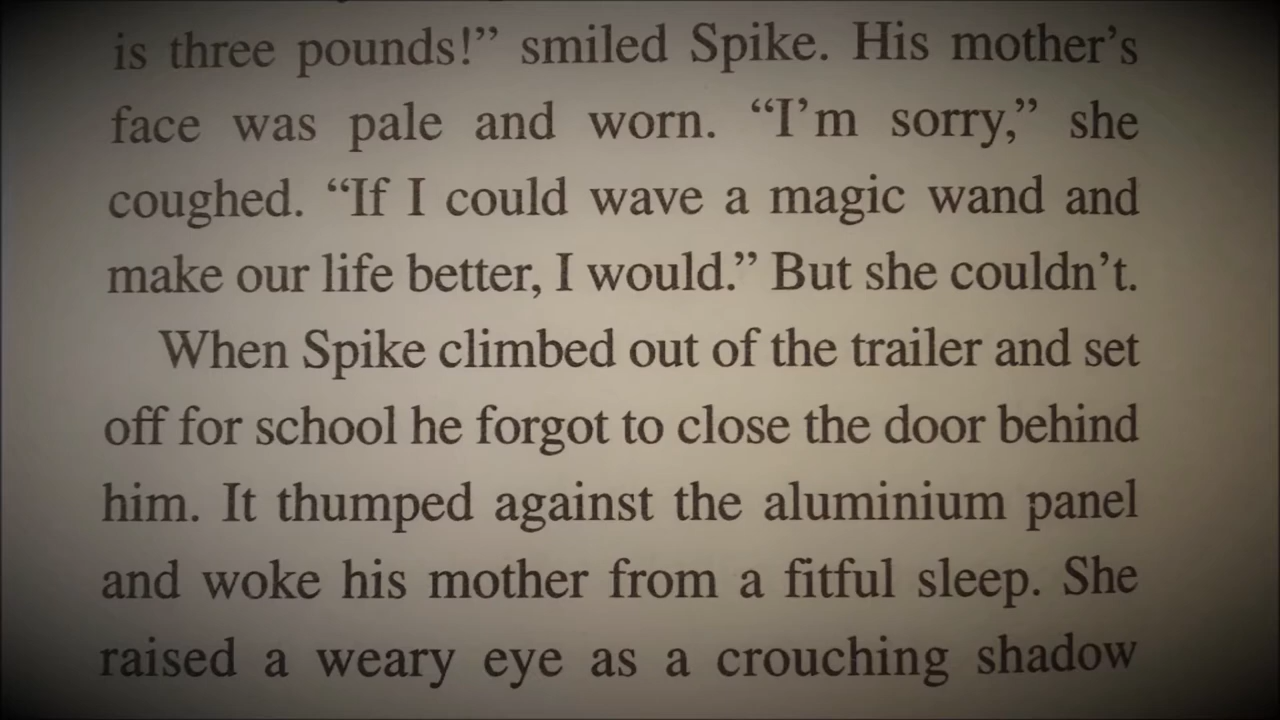 is three pounds!” smiled Spike. His mother’s
face was pale and worn. “I’m sorry,” she
coughed. “If I could wave a magic wand and
make our life better, I would.” But she couldn’t.
When Spike climbed out of the trailer and set
off for school he forgot to close the door behind
him. It thumped against the aluminium panel
and woke his mother from a fitful sleep. She
raised a weary eye as a crouching shadow